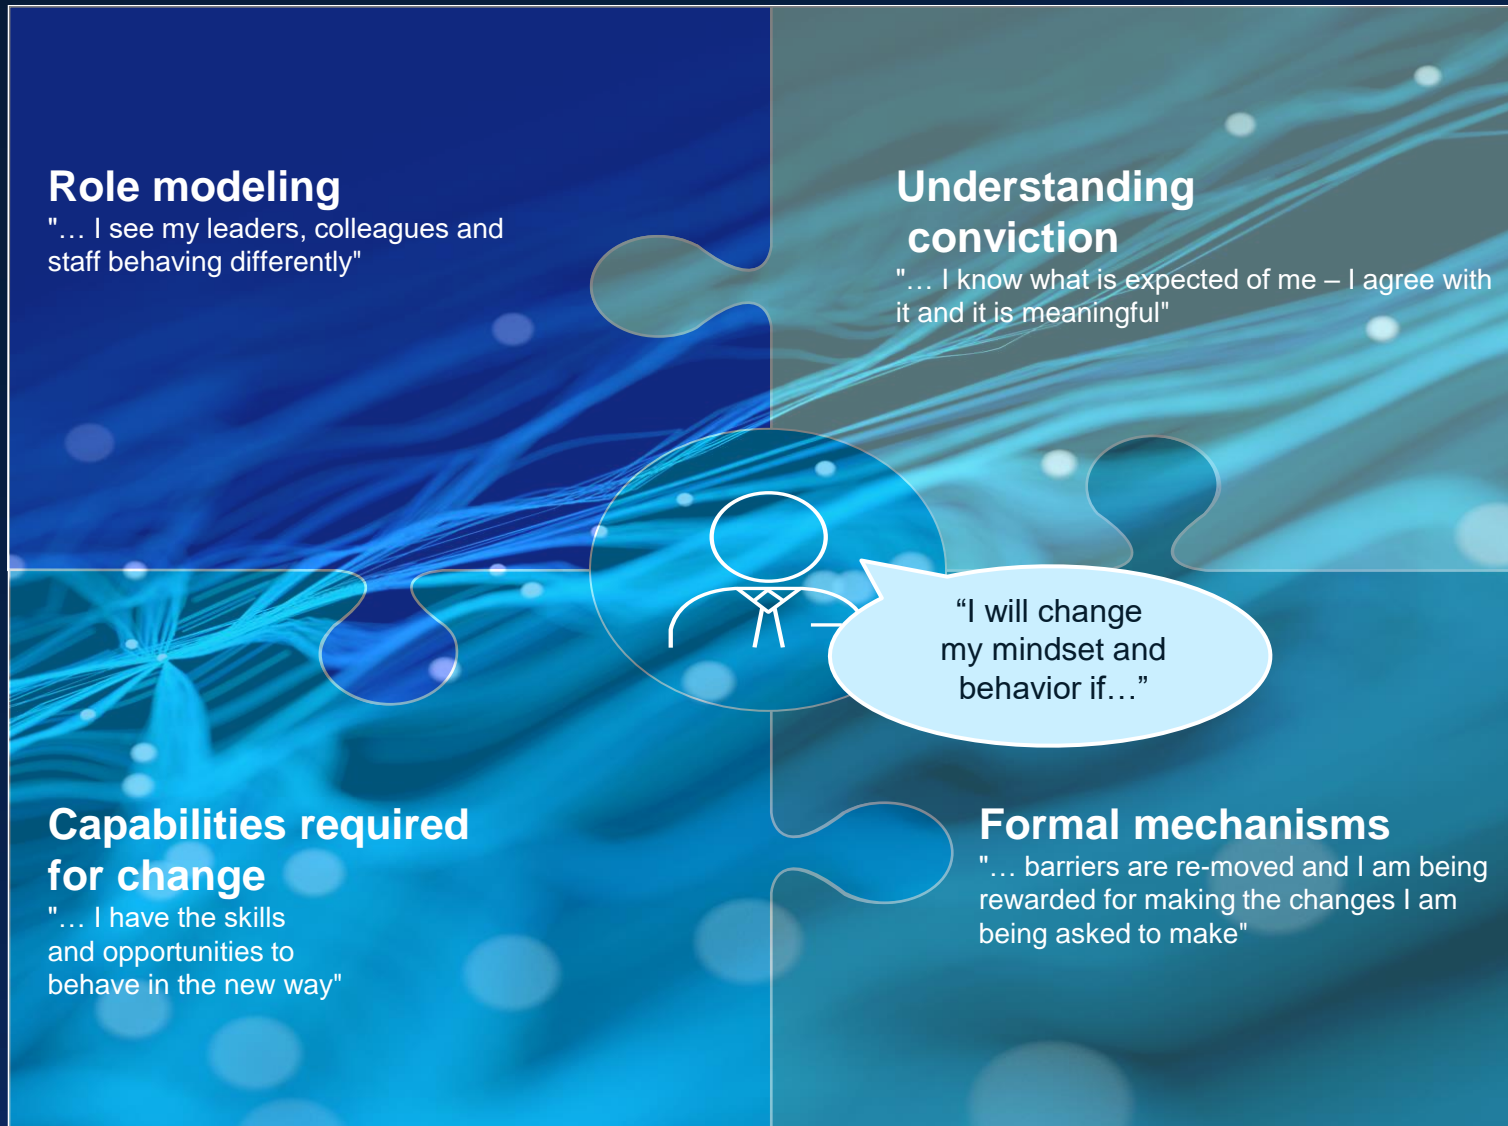 Role modeling
"… I see my leaders, colleagues and
staff behaving differently"
Understanding
conviction
"… I know what is expected of me – I agree with
it and it is meaningful"
“I will change
my mindset and
behavior if…”
Capabilities required
for change
"… I have the skills
and opportunities to
behave in the new way"
Formal mechanisms
"… barriers are re-moved and I am being
rewarded for making the changes I am
being asked to make"